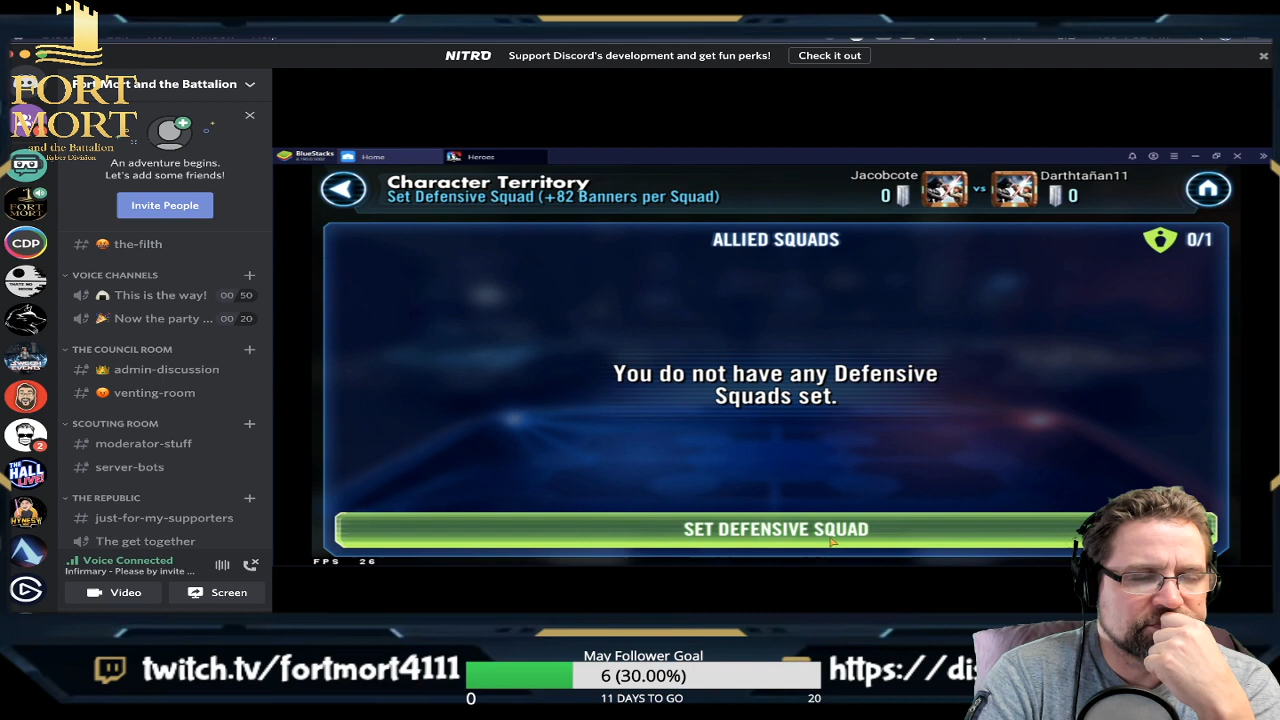 FORT
MORT
and the Battalion
NITRO Support Discord's development and get fun perks! Check it out
Fort Mort and the Battalion
An adventure begins.
Let's add some friends!
Invite People
the-filth
VOICE CHANNELS
This is the way! 00 50
Now the party ... 00 20
THE COUNCIL ROOM
admin-discussion
venting-room
SCOUTING ROOM
moderator-stuff
server-bots
THE REPUBLIC
just-for-my-supporters
The get together
Voice Connected
Infirmary - Please by invite ...
Video Screen
CDP
THE
HALL
LIVE!
HYNESY
2
BlueStacks Home Heroes
Character Territory
Set Defensive Squad (+82 Banners per Squad)
Jacobcote
0 vs 0
Darthtañan11
ALLIED SQUADS 0/1
You do not have any Defensive
Squads set.
SET DEFENSIVE SQUAD
FPS 26
twitch.tv/fortmort4111
May Follower Goal
6 (30.00%)
0 11 DAYS TO GO 20
https://dis